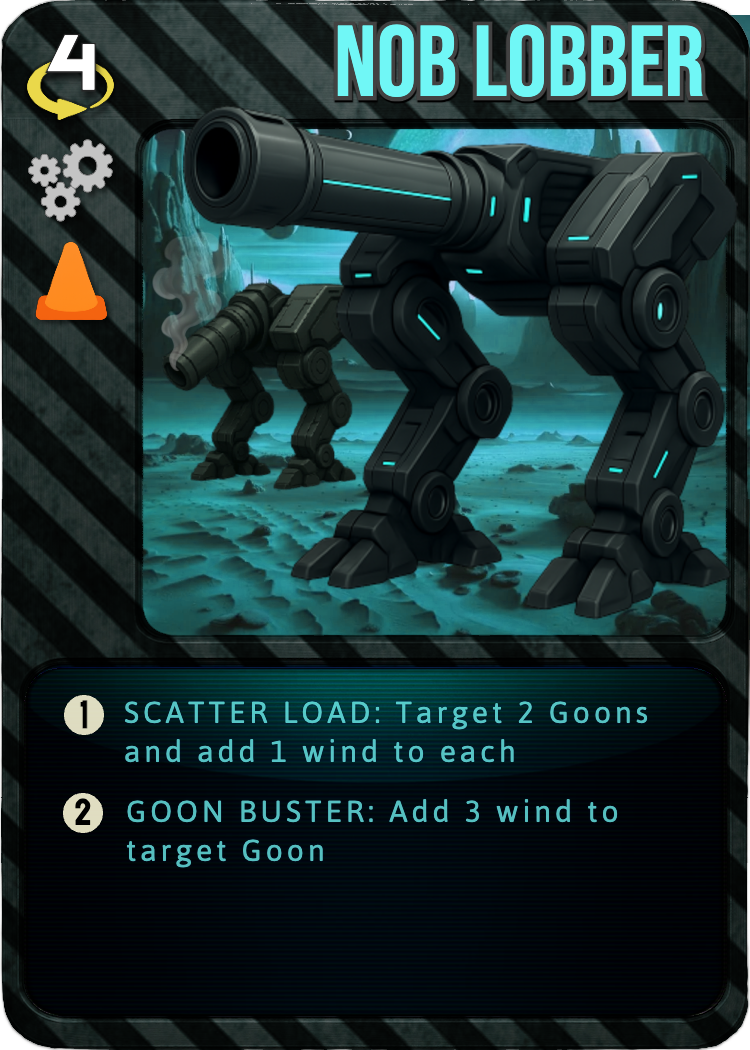 4
NOB LOBBER
1 SCATTER LOAD: Target 2 Goons
and add 1 wind to each
2 GOON BUSTER: Add 3 wind to
target Goon